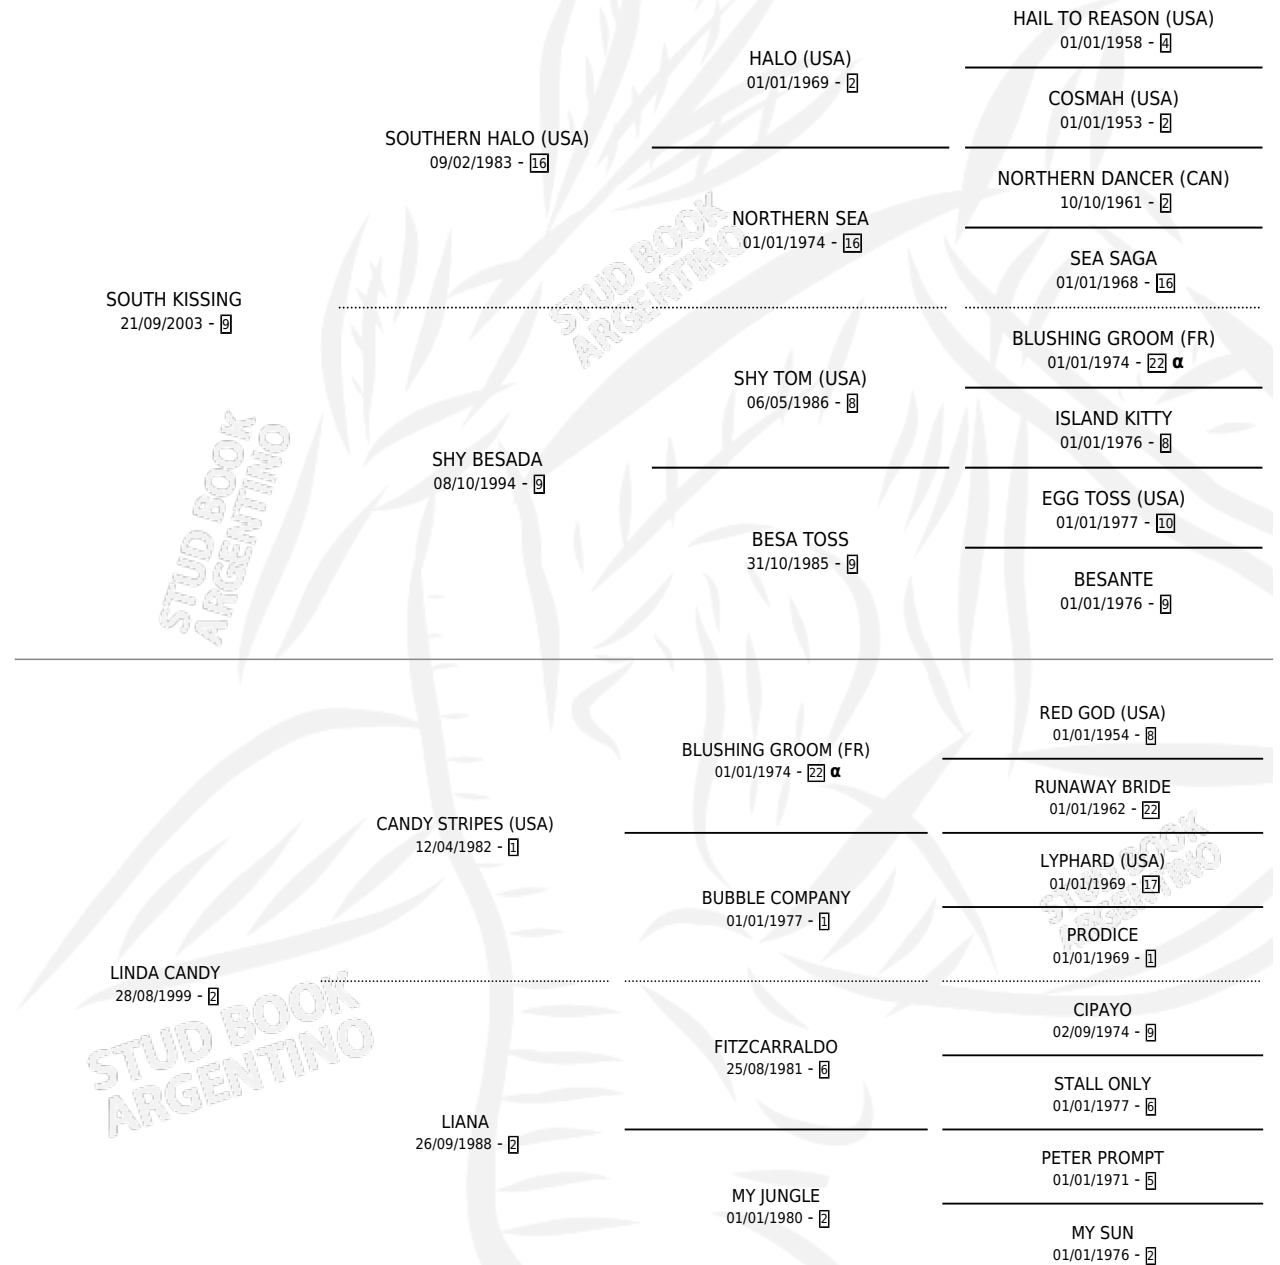 HAIL TO REASON (USA)
01/01/1958 - 4
HALO (USA)
01/01/1969 - 2
COSMAH (USA)
01/01/1953 - 2
SOUTHERN HALO (USA)
09/02/1983 - 16
NORTHERN DANCER (CAN)
10/10/1961 - 2
NORTHERN SEA
01/01/1974 - 16
SEA SAGA
01/01/1968 - 16
SOUTH KISSING
21/09/2003 - 9
BLUSHING GROOM (FR)
01/01/1974 - 22 α
SHY TOM (USA)
06/05/1986 - 8
ISLAND KITTY
01/01/1976 - 8
SHY BESADA
08/10/1994 - 9
EGG TOSS (USA)
01/01/1977 - 10
BESA TOSS
31/10/1985 - 9
BESANTE
01/01/1976 - 9
RED GOD (USA)
01/01/1954 - 8
BLUSHING GROOM (FR)
01/01/1974 - 22 α
RUNAWAY BRIDE
01/01/1962 - 22
CANDY STRIPES (USA)
12/04/1982 - 1
LYPHARD (USA)
01/01/1969 - 17
BUBBLE COMPANY
01/01/1977 - 1
PRODICE
01/01/1969 - 1
LINDA CANDY
28/08/1999 - 2
CIPAYO
02/09/1974 - 9
FITZCARRALDO
25/08/1981 - 6
STALL ONLY
01/01/1977 - 6
LIANA
26/09/1988 - 2
PETER PROMPT
01/01/1971 - 5
MY JUNGLE
01/01/1980 - 2
MY SUN
01/01/1976 - 2
STUD BOOK
ARGENTINO
STUD BOOK
ARGENTINO
STUD BOOK
ARGENTINO
STUD BOOK
ARGENTINO